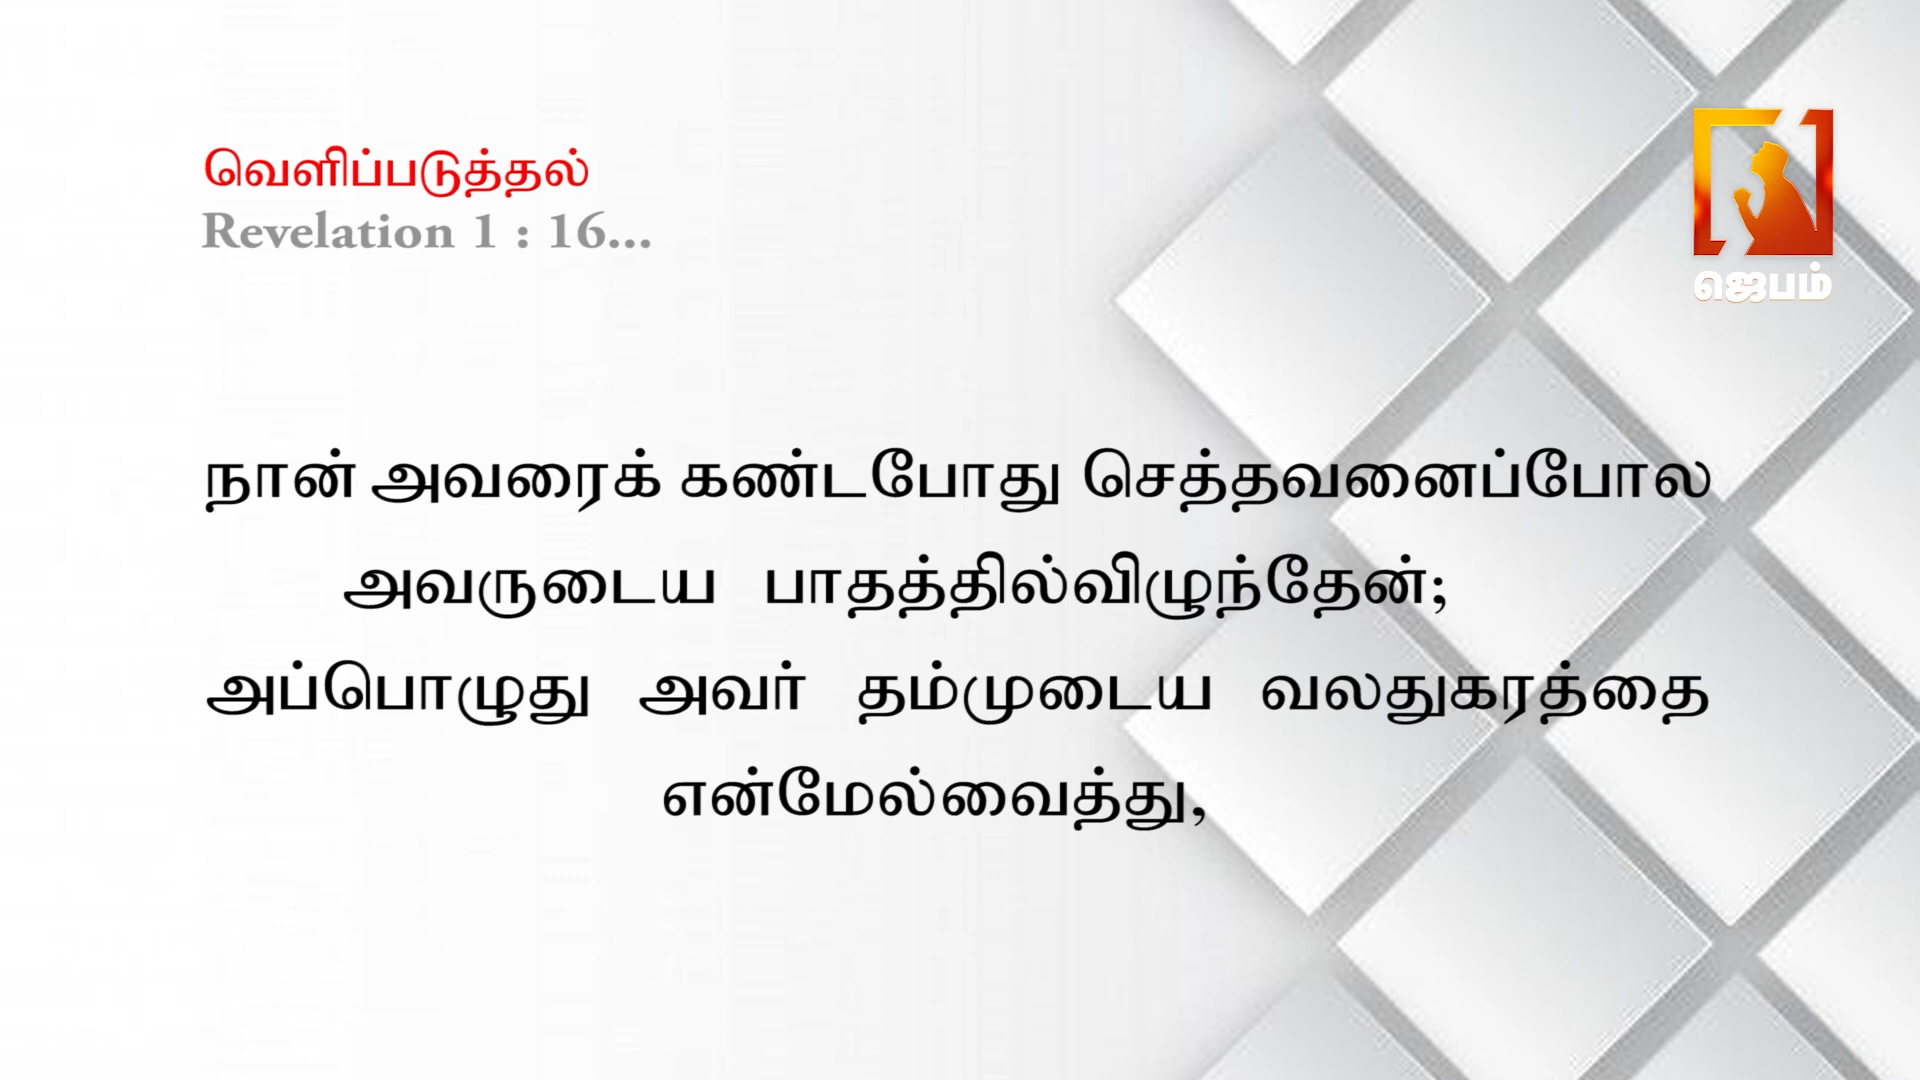 வெளிப்படுத்தல்
Revelation 1 : 16...
ஜெபம்
நான் அவரைக் கண்டபோது செத்தவனைப்போல
அவருடைய பாதத்தில்விழுந்தேன்;
அப்பொழுது அவர் தம்முடைய வலதுகரத்தை
என்மேல்வைத்து,